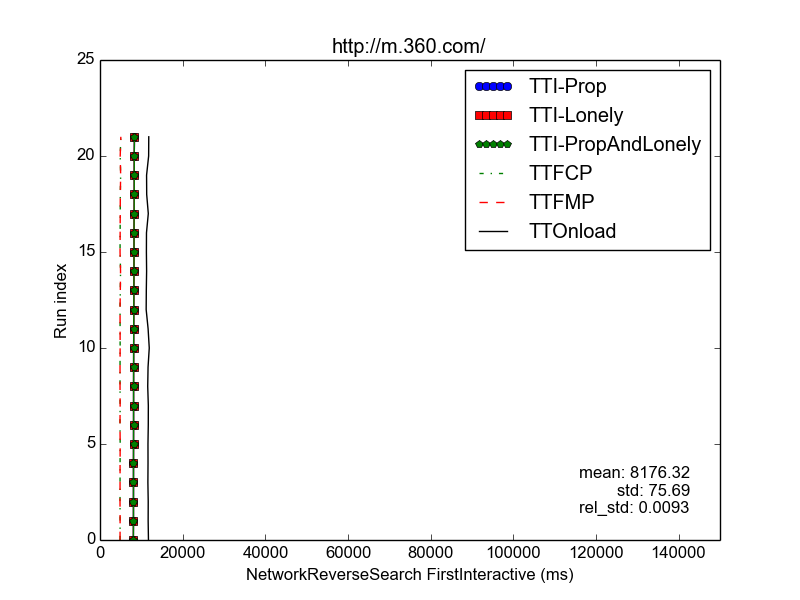 http://m.360.com/
25
20
15
10
5
0
Run index
TTI-Prop
TTI-Lonely
TTI-PropAndLonely
TTFCP
TTFMP
TTOnload
mean: 8176.32
std: 75.69
rel_std: 0.0093
0 20000 40000 60000 80000 100000 120000 140000
NetworkReverseSearch FirstInteractive (ms)